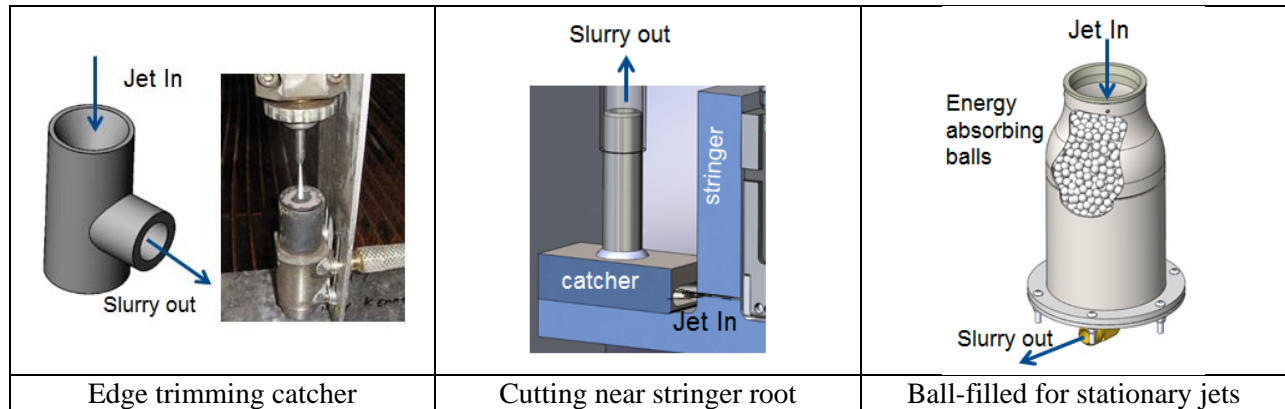 Jet In
Slurry out
Edge trimming catcher
Slurry out
stringer
catcher
Jet In
Cutting near stringer root
Jet In
Energy
absorbing
balls
Slurry out
Ball-filled for stationary jets